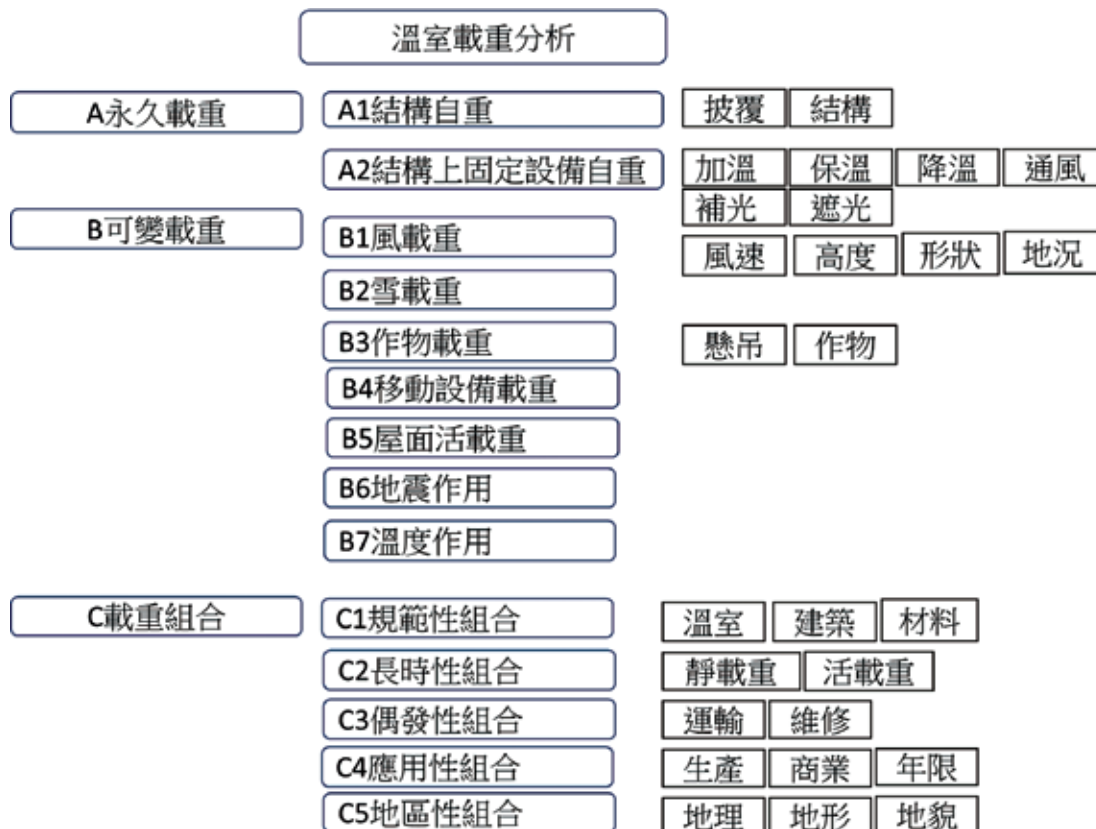 溫室載重分析
A永久載重 A1結構自重 披覆 結構
A2結構上固定設備自重 加溫 保溫 降溫 通風
補光 遮光
B可變載重 B1風載重 風速 高度 形狀 地況
B2雪載重
B3作物載重 懸吊 作物
B4移動設備載重
B5屋面活載重
B6地震作用
B7溫度作用
C載重組合 C1規範性組合 溫室 建築 材料
C2長時性組合 靜載重 活載重
C3偶發性組合 運輸 維修
C4應用性組合 生產 商業 年限
C5地區性組合 地理 地形 地貌